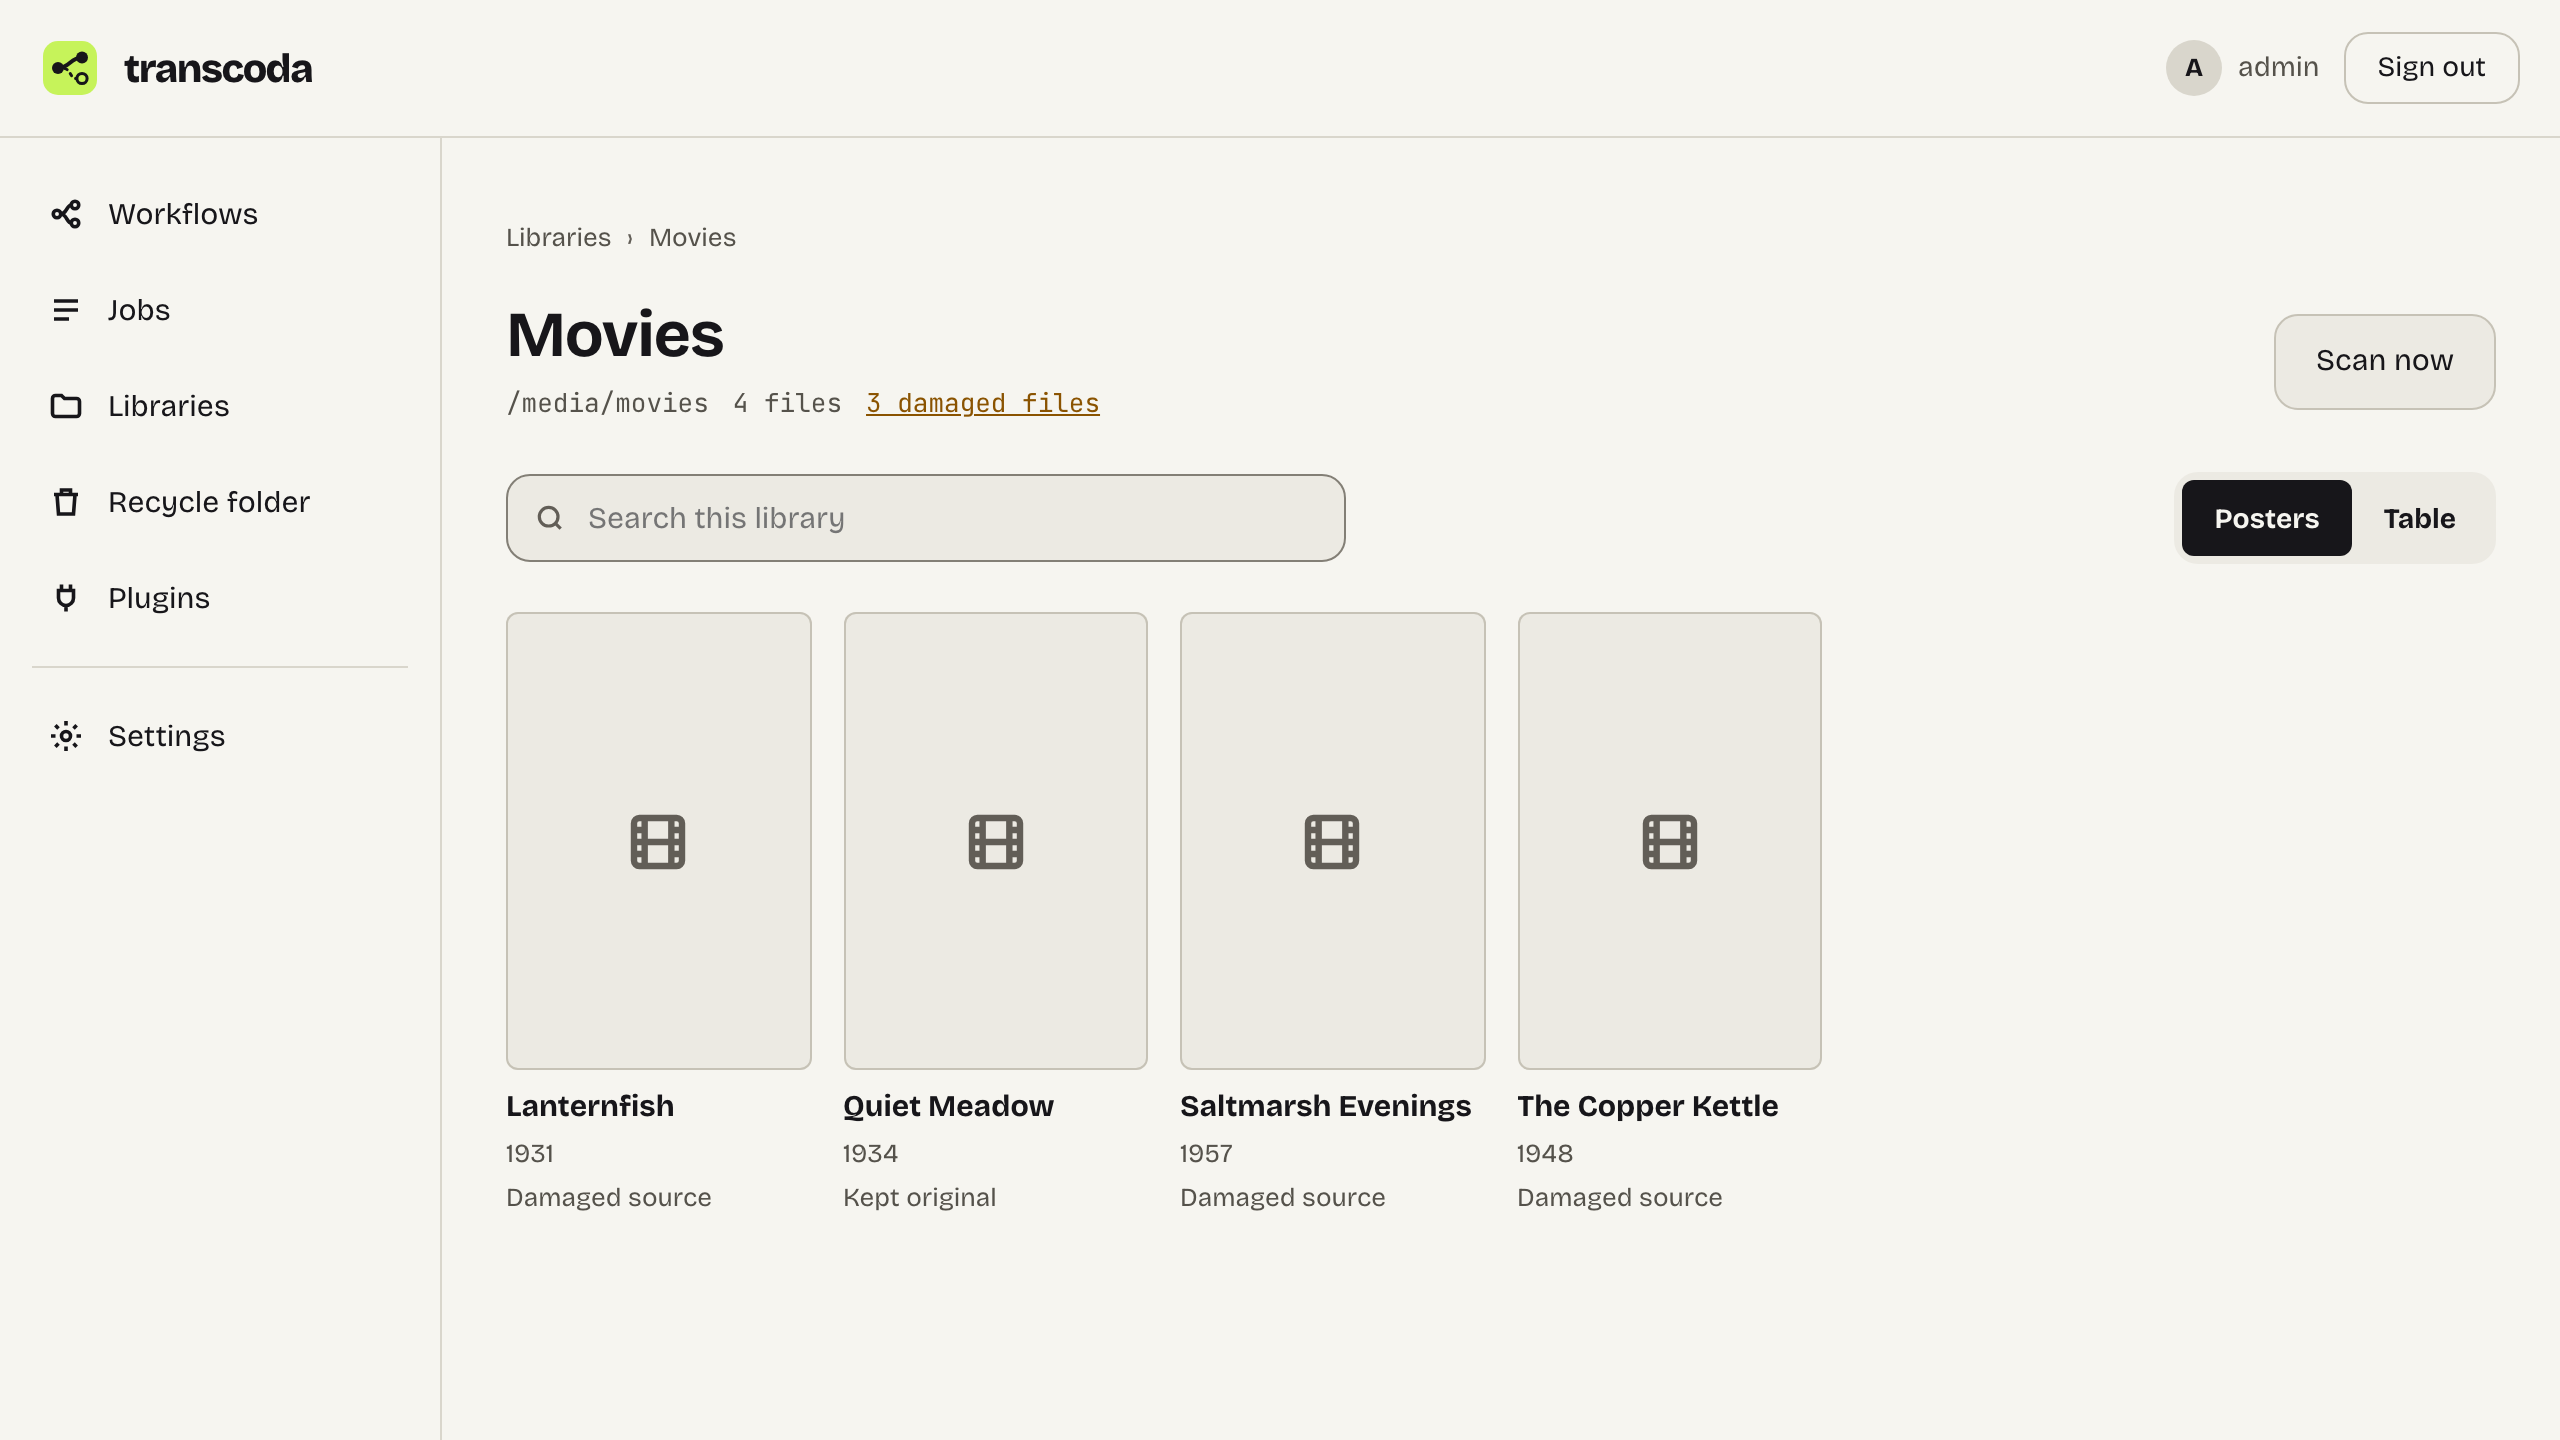 transcoda
A admin Sign out
Workflows
Jobs
Libraries
Recycle folder
Plugins
Settings
Libraries › Movies
Movies
Scan now
/media/movies 4 files 3 damaged files
Search this library
Posters Table
Lanternfish
1931
Damaged source
Quiet Meadow
1934
Kept original
Saltmarsh Evenings
1957
Damaged source
The Copper Kettle
1948
Damaged source